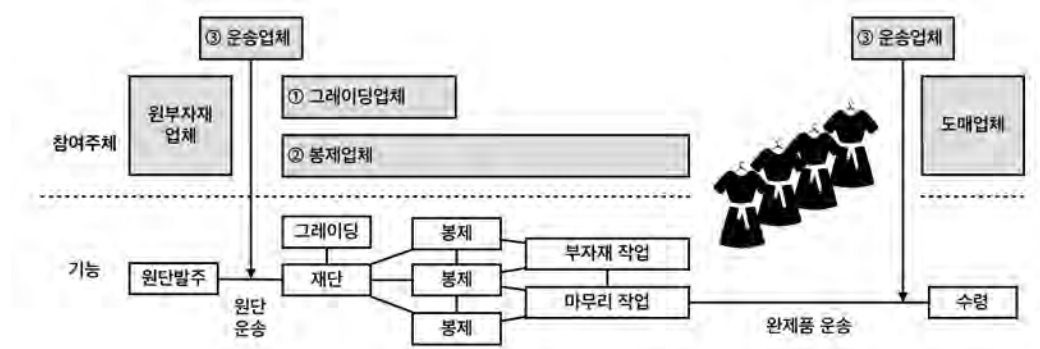 ③ 운송업체
③ 운송업체
원부자재
업체
① 그레이딩업체
도매업체
참여주체
② 봉제업체
그레이딩
봉제
부자재 작업
기능
원단발주
재단
봉제
마무리 작업
수령
원단
운송
봉제
완제품 운송